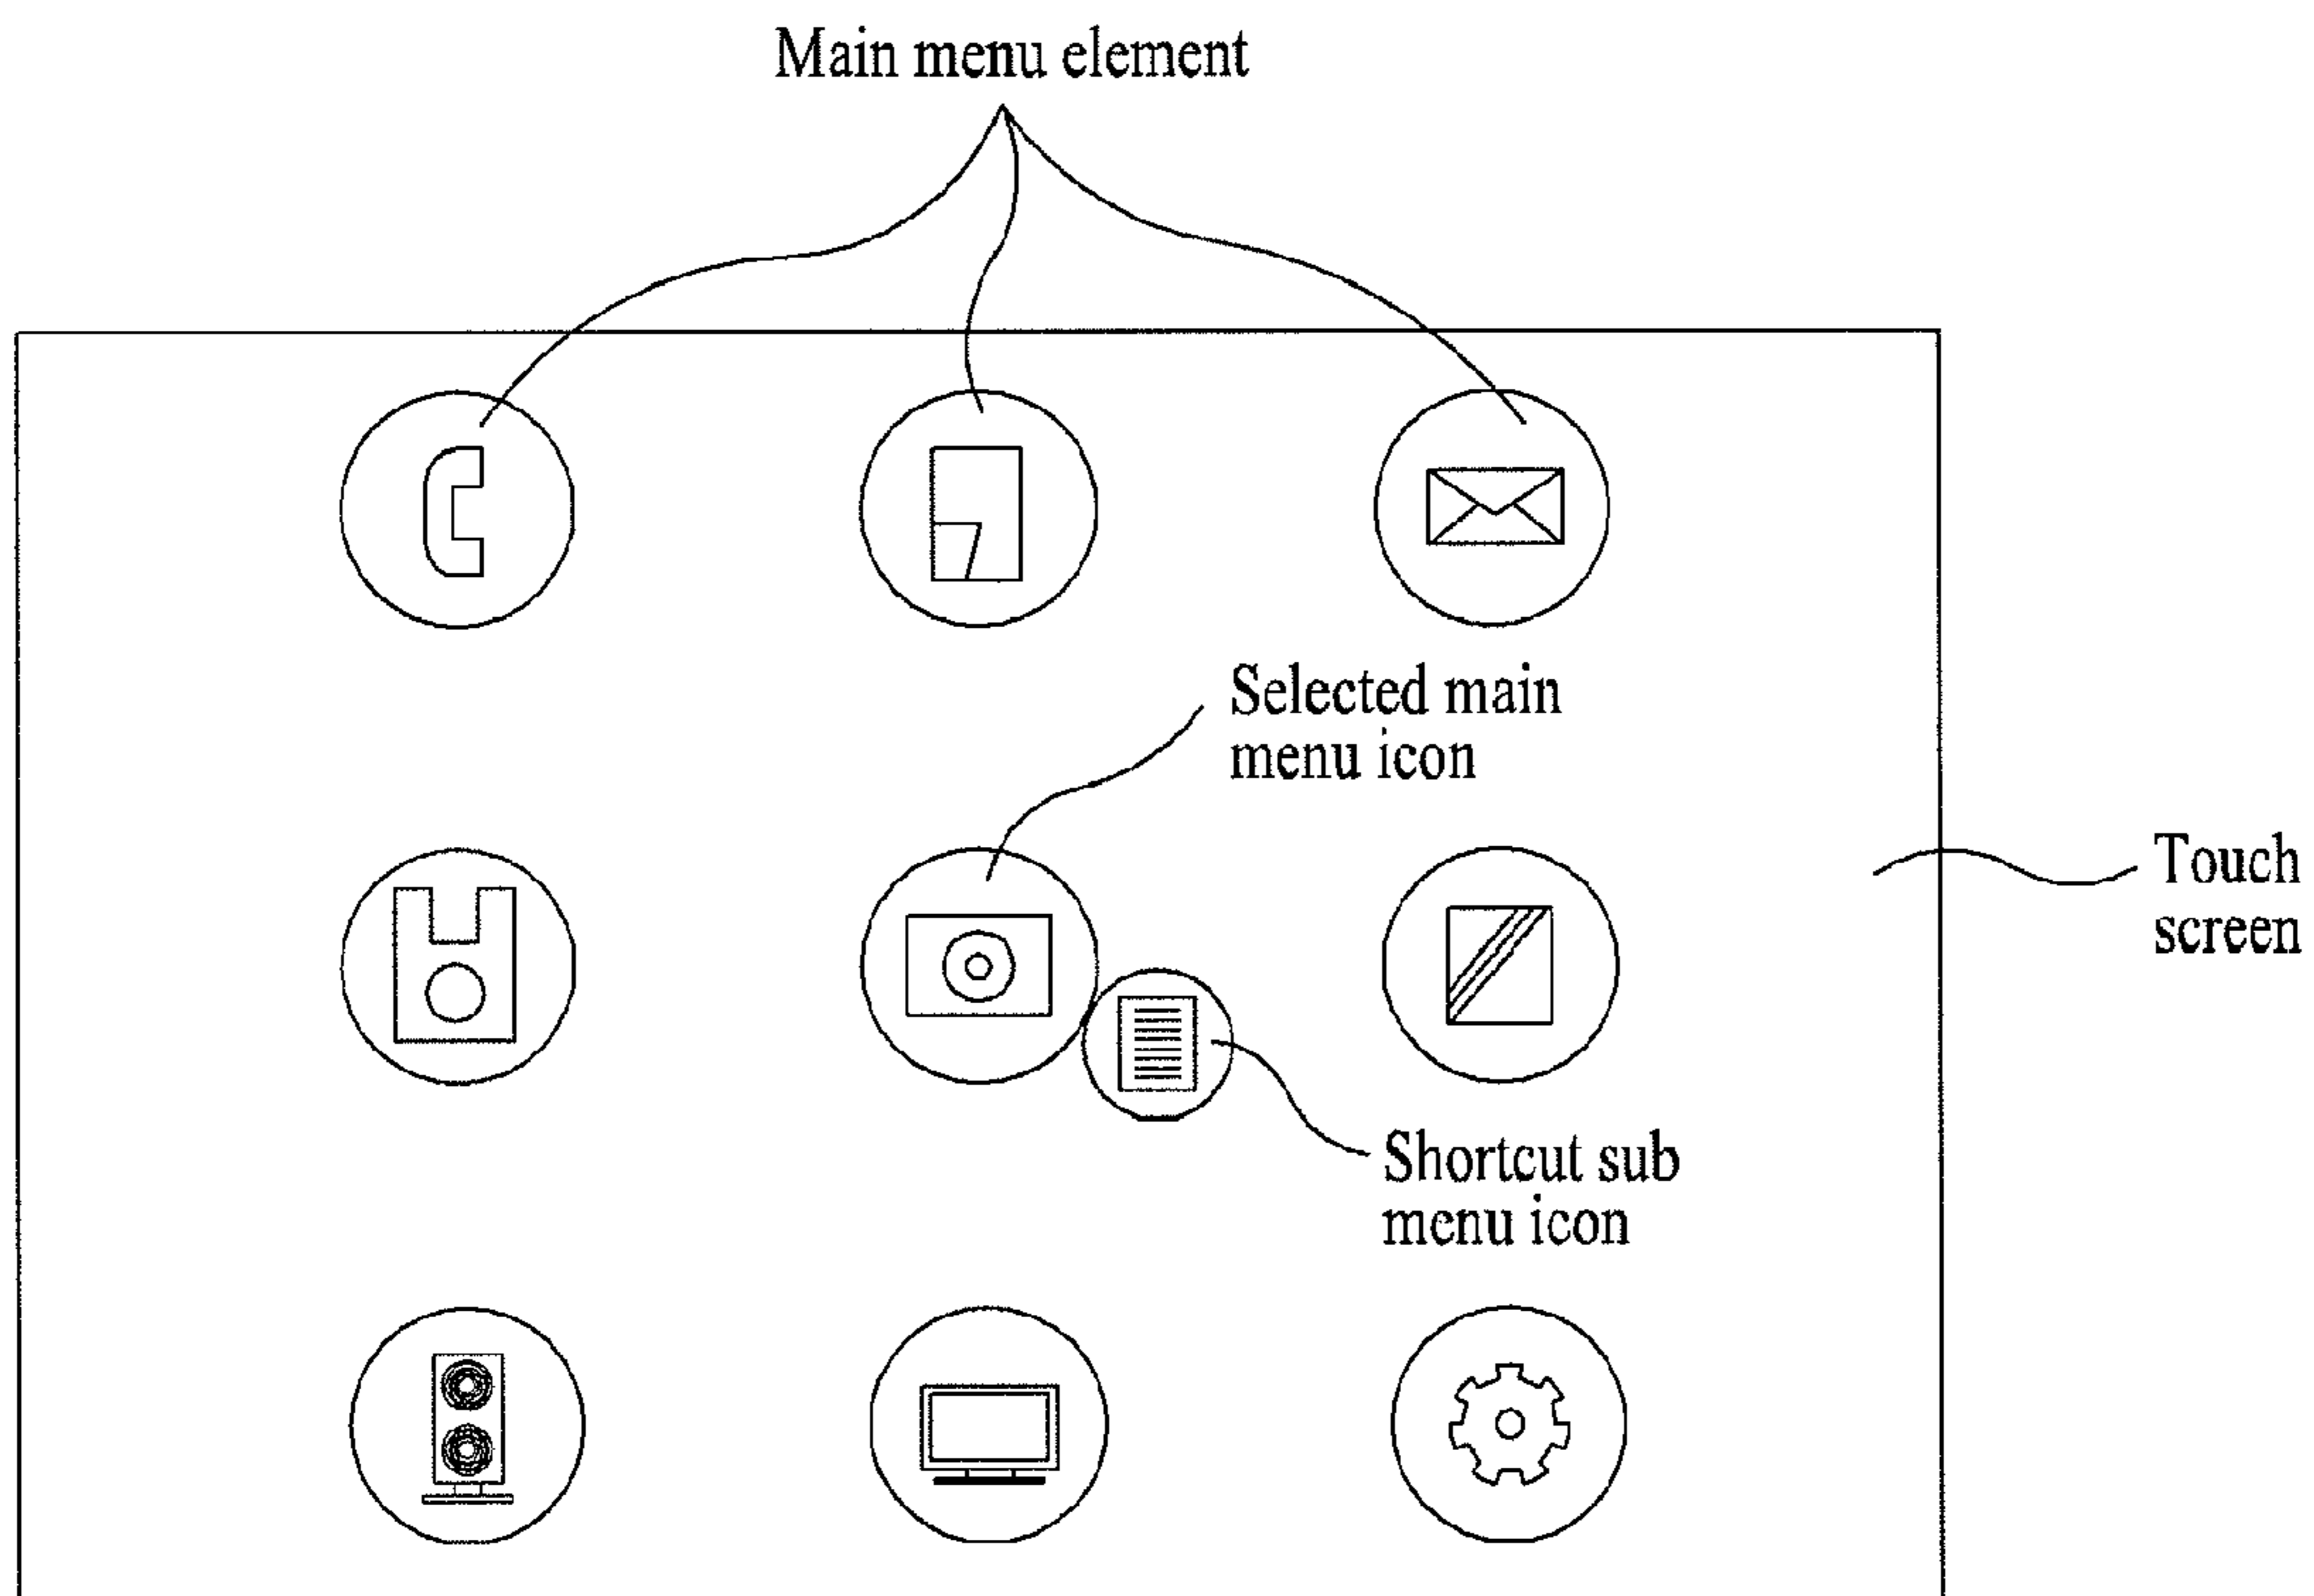 Main menu element
Selected main
menu icon
Touch
screen
Shortcut sub
menu icon